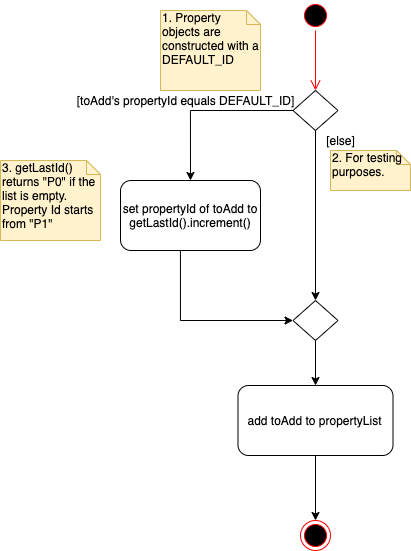 1. Property
objects are
constructed with a
DEFAULT_ID
[toAdd's propertyId equals DEFAULT_ID]
[else]
2. For testing
purposes.
3. getLastId()
returns "P0" if the
list is empty.
Property Id starts
from "P1"
set propertyId of toAdd to
getLastId().increment()
add toAdd to propertyList